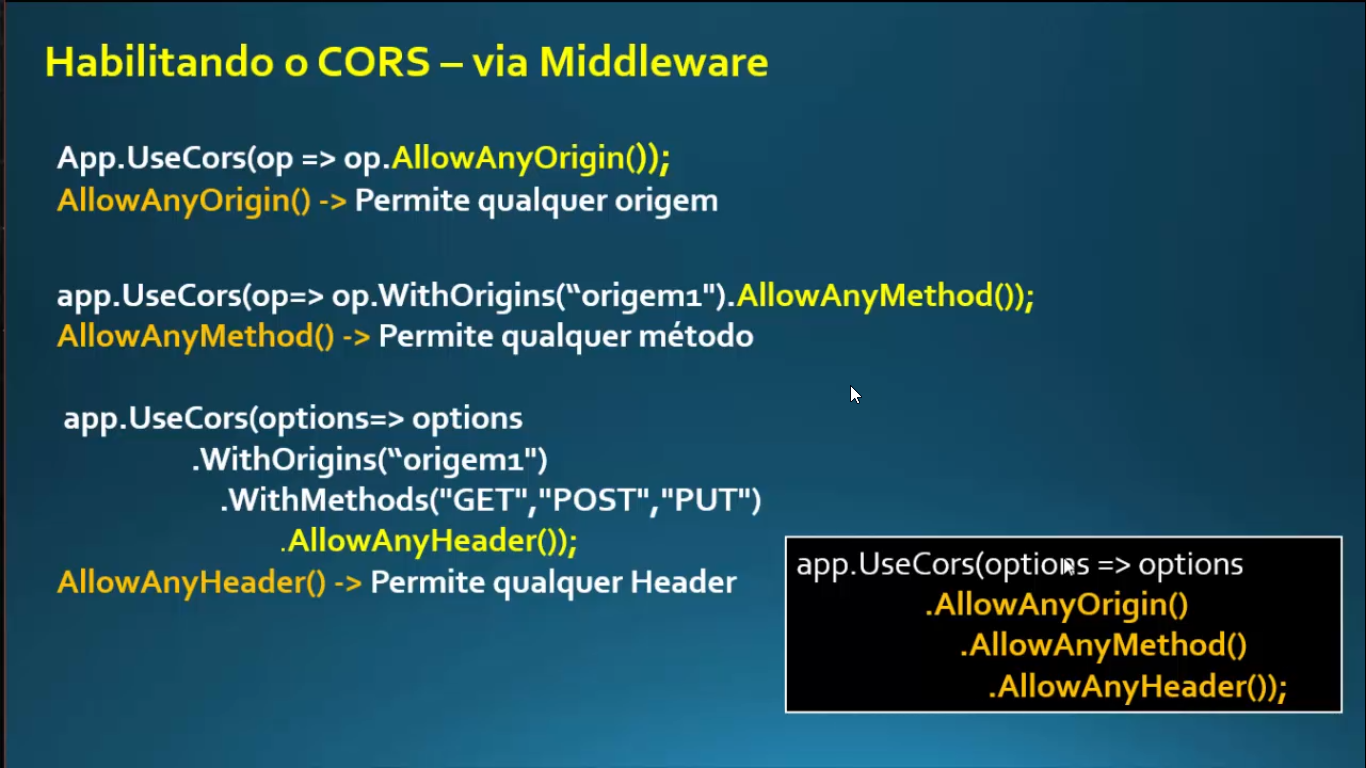 Habilitando o CORS – via Middleware
App.UseCors(op => op.AllowAnyOrigin());
AllowAnyOrigin() -> Permite qualquer origem
app.UseCors(op=> op.WithOrigins(“origem1").AllowAnyMethod());
AllowAnyMethod() -> Permite qualquer método
app.UseCors(options=> options
.WithOrigins(“origem1")
.WithMethods("GET","POST","PUT")
.AllowAnyHeader());
AllowAnyHeader() -> Permite qualquer Header
app.UseCors(options => options
.AllowAnyOrigin()
.AllowAnyMethod()
.AllowAnyHeader());